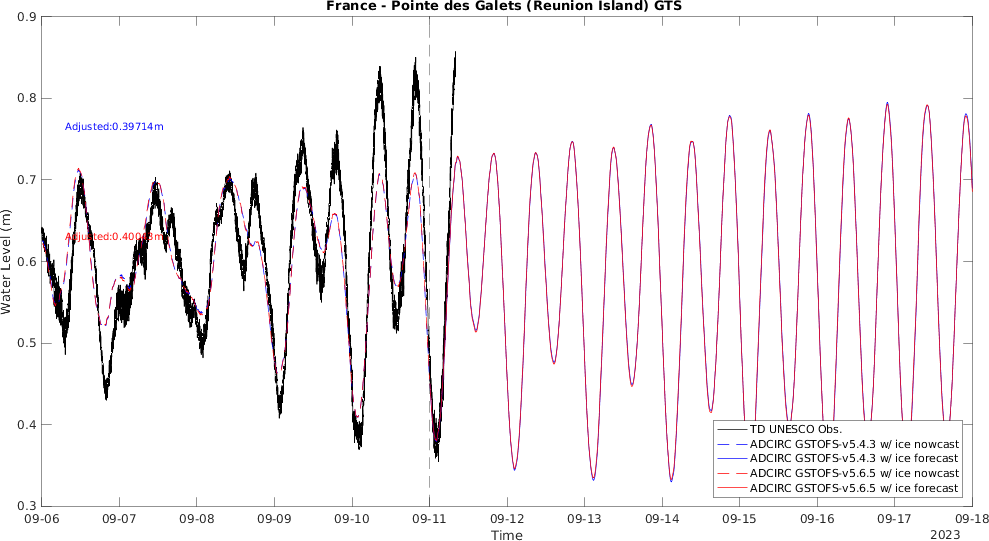 France - Pointe des Galets (Reunion Island) GTS
0.9
0.8
0.7
0.6
0.5
0.4
0.3
Water Level (m)
Adjusted:0.39714m
TD UNESCO Obs.
ADCIRC GSTOFS-v5.4.3 w/ ice nowcast
ADCIRC GSTOFS-v5.4.3 w/ ice forecast
ADCIRC GSTOFS-v5.6.5 w/ ice nowcast
ADCIRC GSTOFS-v5.6.5 w/ ice forecast
09-06 09-07 09-08 09-09 09-10 09-11 09-12 09-13 09-14 09-15 09-16 09-17 09-18
Time
2023